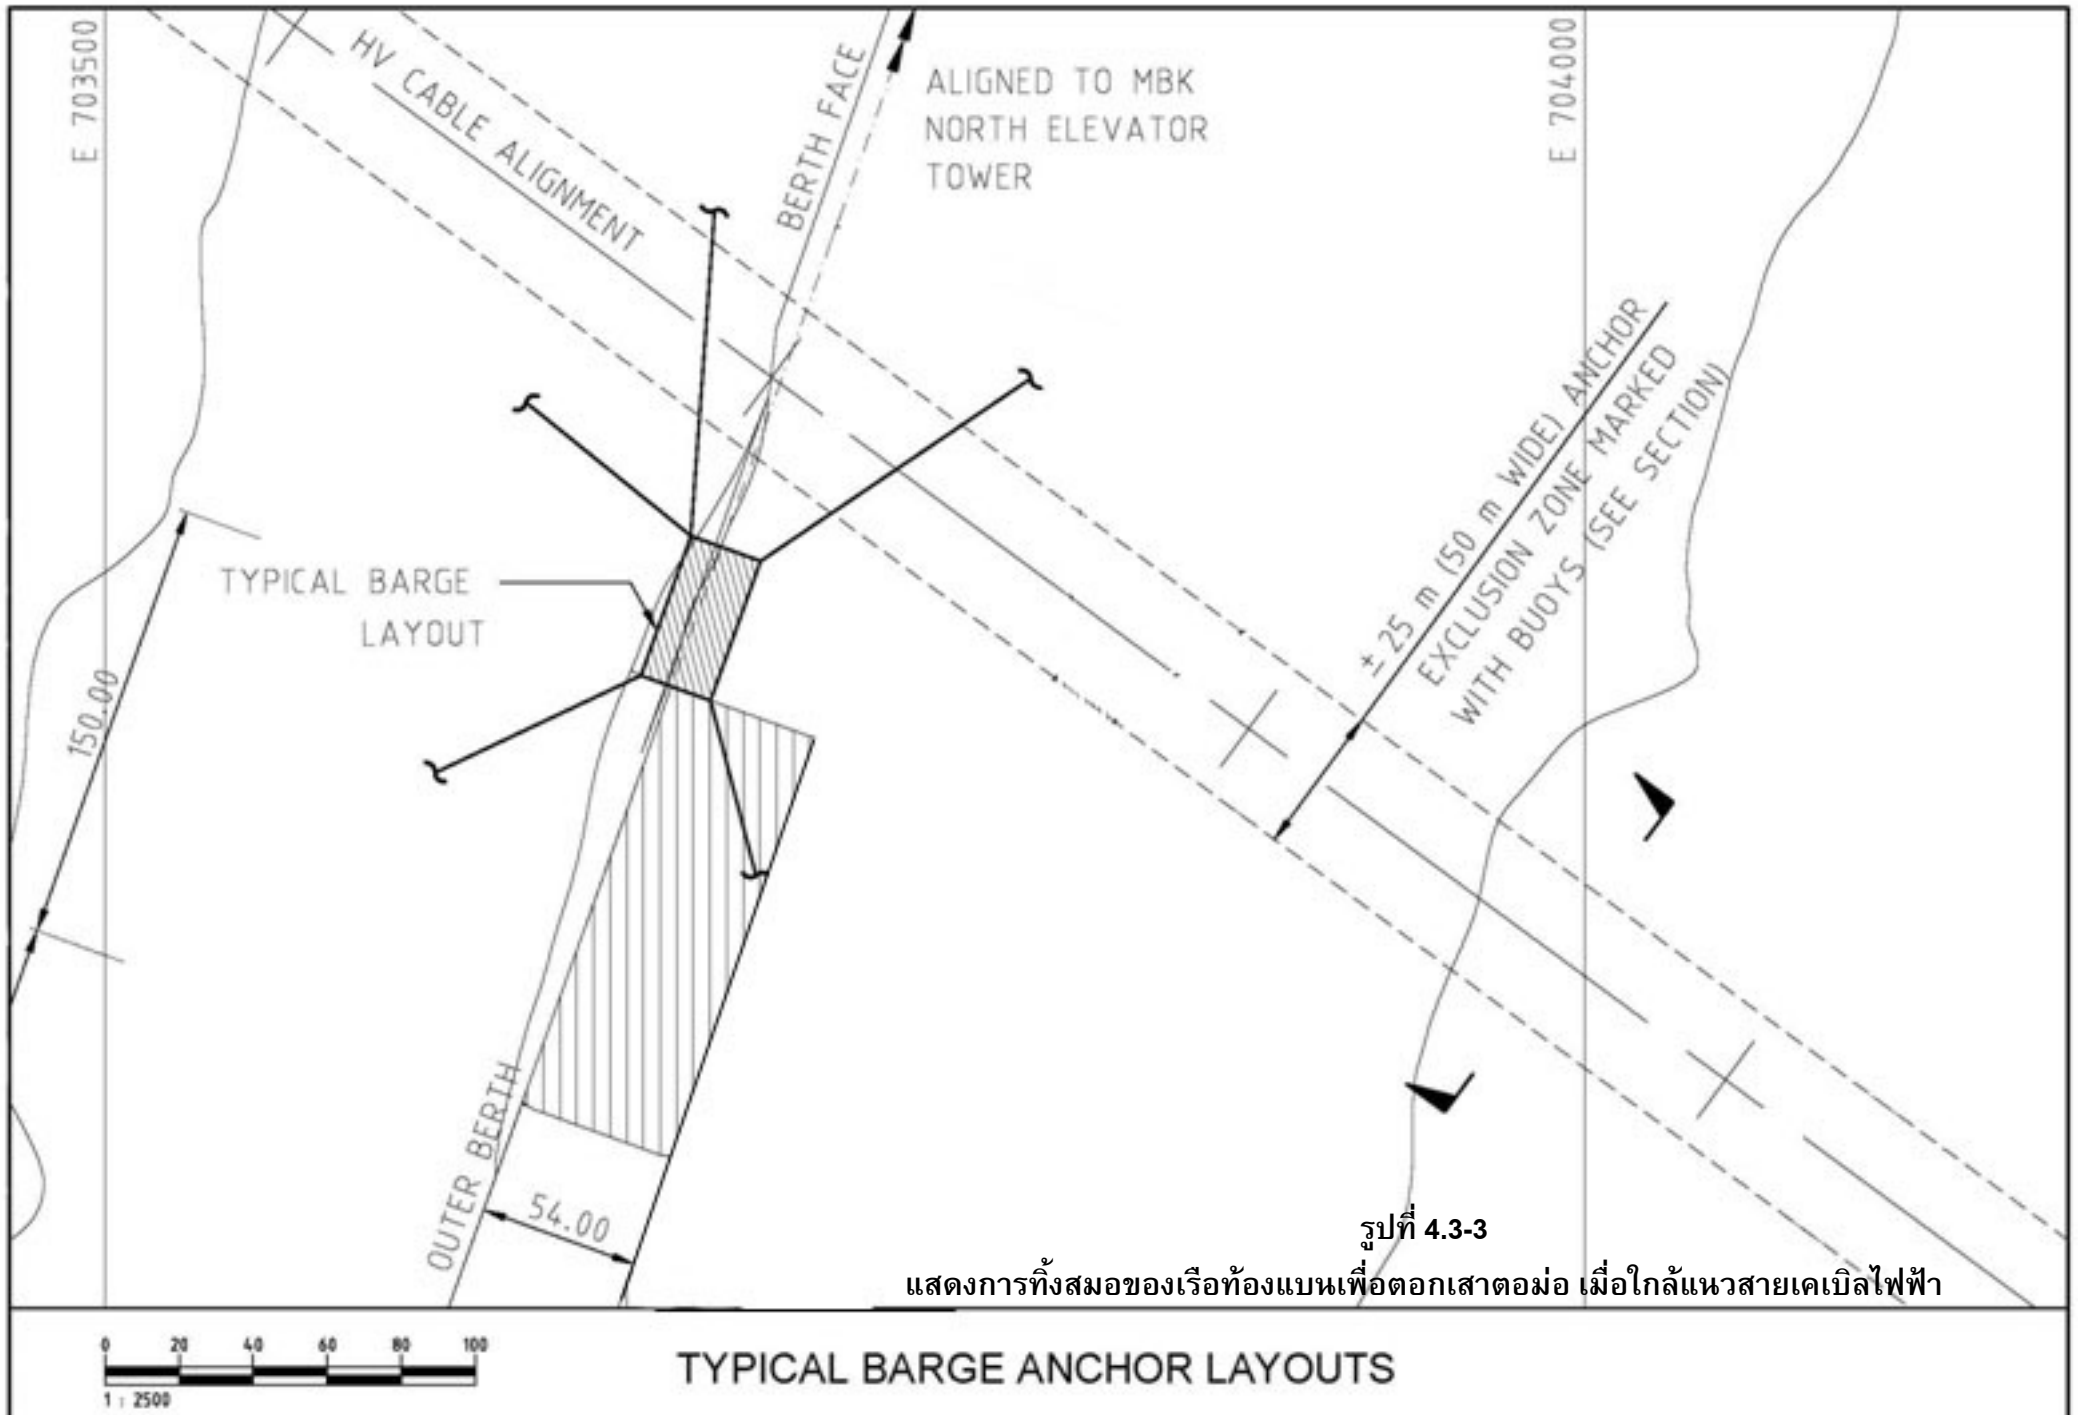 E 703500
HV CABLE ALIGNMENT
BERTH FACE
ALIGNED TO MBK
NORTH ELEVATOR
TOWER
E 704000
± 25 m (50 m WIDE) ANCHOR
EXCLUSION ZONE MARKED
WITH BUOYS (SEE SECTION)
TYPICAL BARGE
LAYOUT
150.00
OUTER BERTH
54.00
รูปที่ 4.3-3
แสดงการทิ้งสมอของเรือท้องแบนเพื่อตอกเสาตอม่อ เมื่อใกล้แนวสายเคเบิลไฟฟ้า
0 20 40 60 80 100
1 : 2500
TYPICAL BARGE ANCHOR LAYOUTS